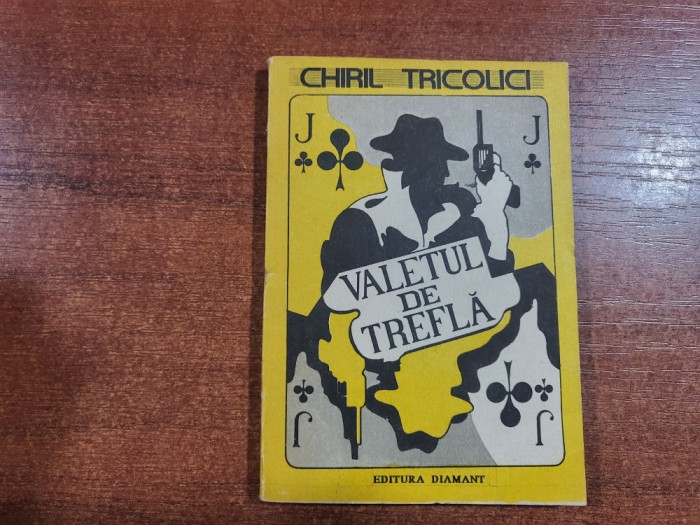 CHIRIL TRICOLICI
J
J
VALETUL
DE
TREFLĂ
J
J
EDITURA DIAMANT